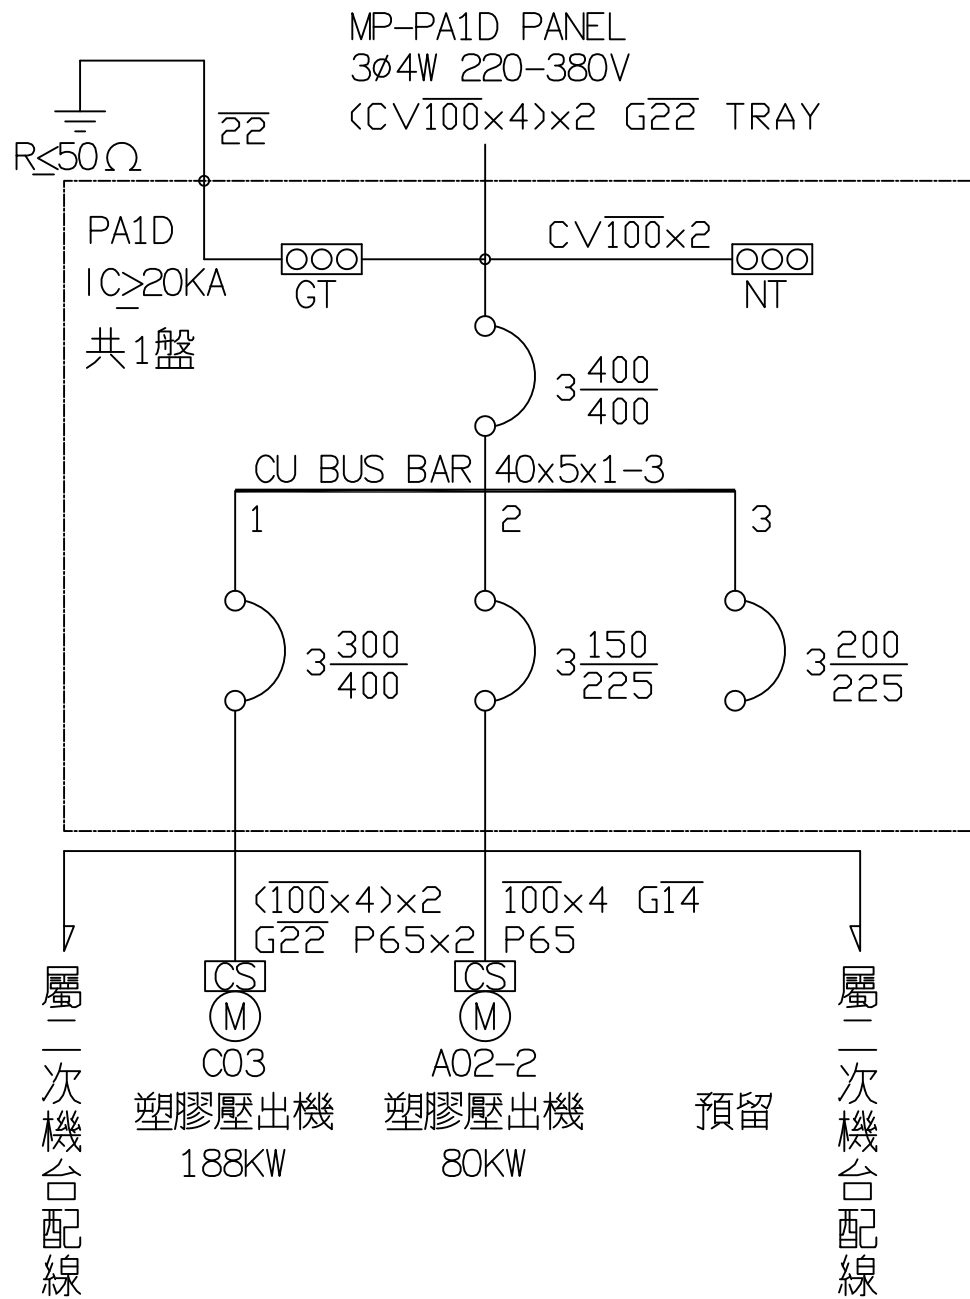 MP-PA1D PANEL
3ø4W 220-380V
(CV100x4)x2 G22 TRAY
22
R≤50Ω
PA1D
IC≥20KA
共1盤
CV100x2
GT
NT
3 400/400
CU BUS BAR 40x5x1-3
1
2
3
3 300/400
3 150/225
3 200/225
(100x4)x2
G22 P65x2
100x4 G14
P65
CS
M
C03
塑膠壓出機
188KW
CS
M
A02-2
塑膠壓出機
80KW
預留
屬二次機台配線
屬二次機台配線